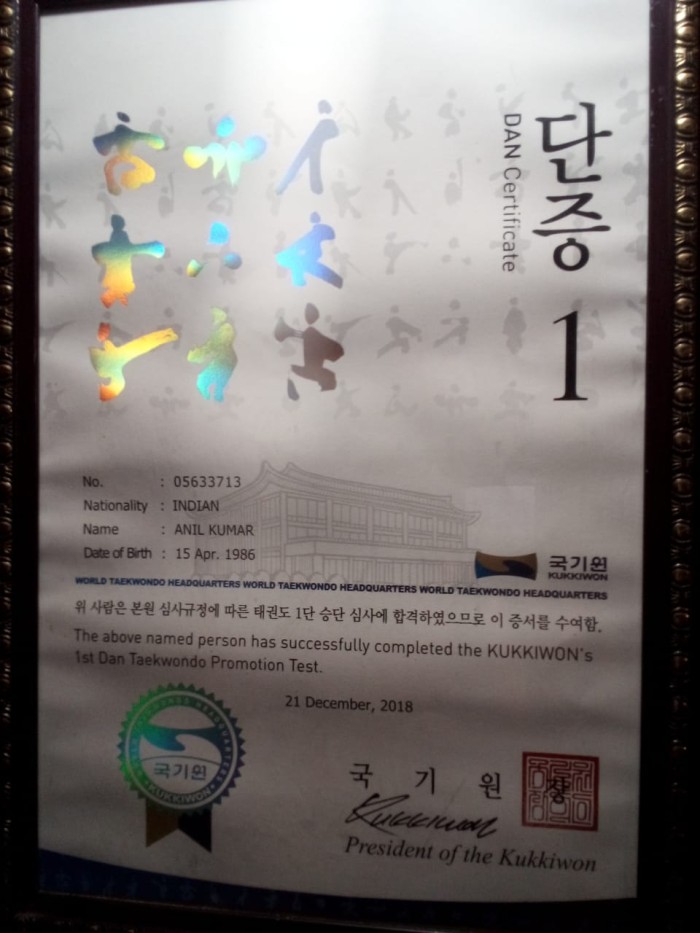 단증
DAN Certificate
1
No. : 05633713
Nationality : INDIAN
Name : ANIL KUMAR
Date of Birth : 15 Apr. 1986
국기원
KUKKIWON
WORLD TAEKWONDO HEADQUARTERS WORLD TAEKWONDO HEADQUARTERS WORLD TAEKWONDO HEADQUARTERS
위 사람은 본원 심사규정에 따른 태권도 1단 승단 심사에 합격하였으므로 이 증서를 수여함.
The above named person has successfully completed the KUKKIWON's
1st Dan Taekwondo Promotion Test.
21 December, 2018
WORLD TAEKWONDO HEADQUARTERS
국기원
KUKKIWON
국 기 원
Kukkiwon
President of the Kukkiwon